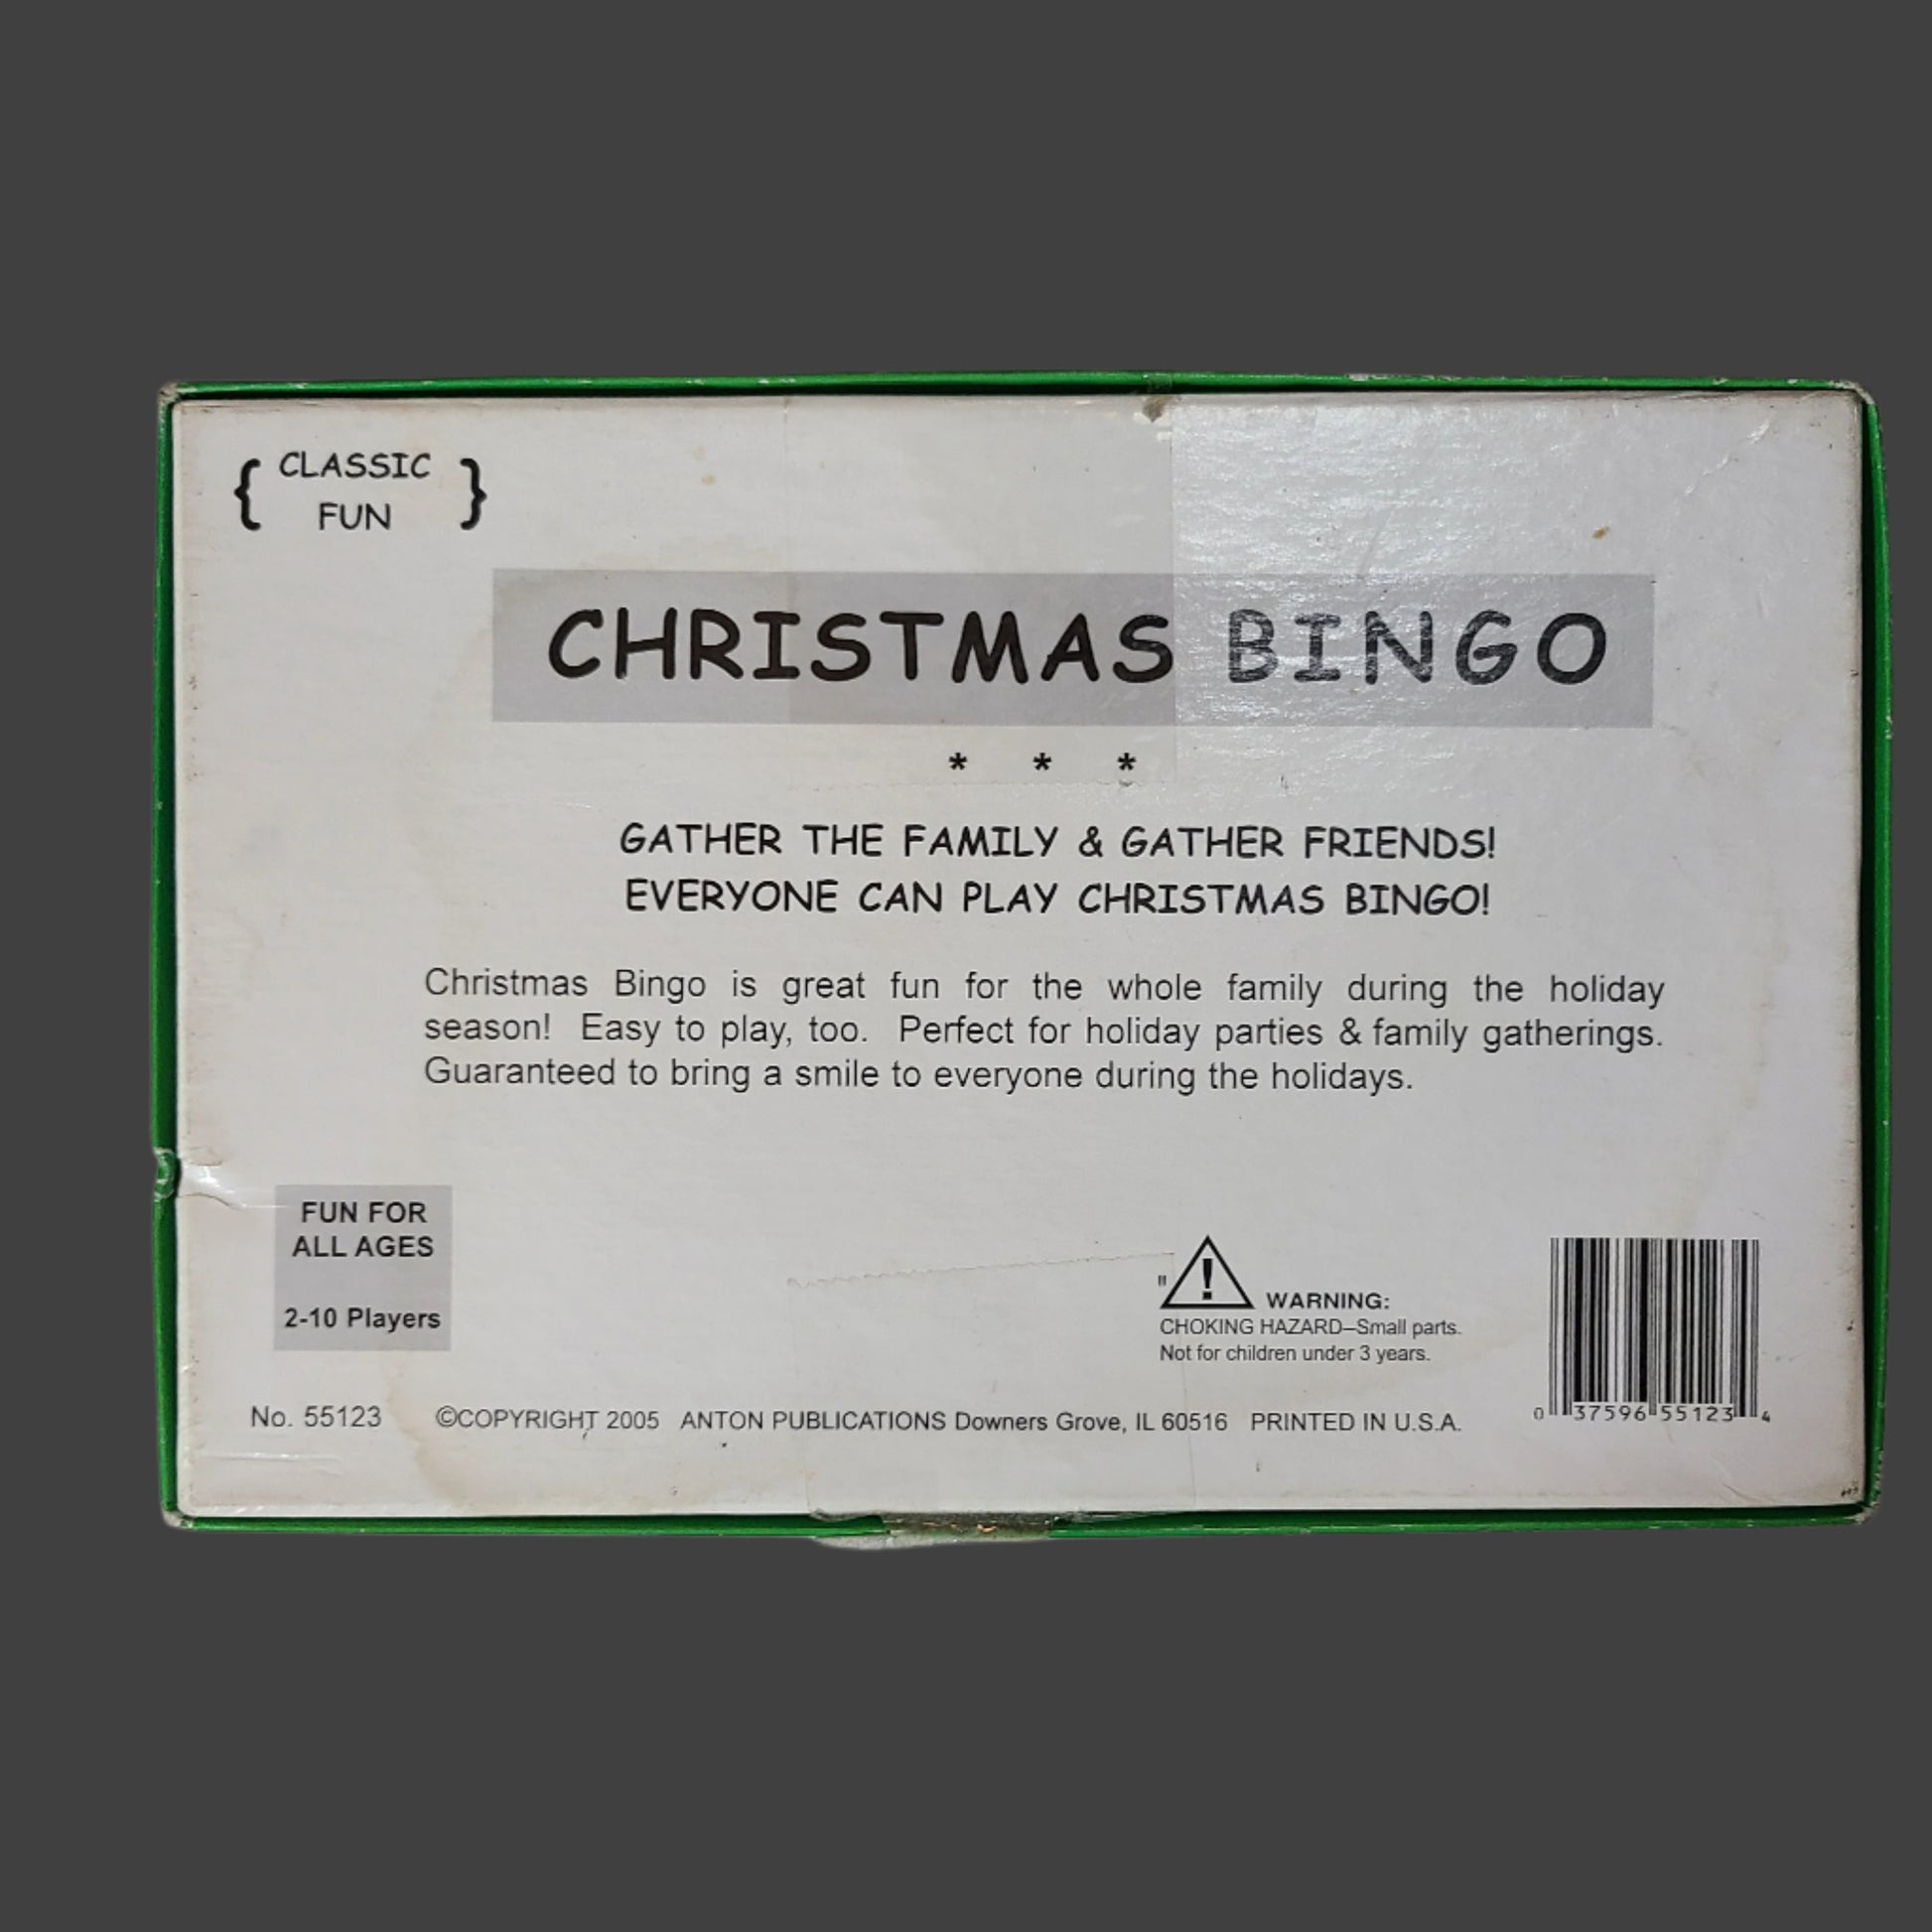 { CLASSIC }
FUN
CHRISTMAS BINGO
* * *
GATHER THE FAMILY & GATHER FRIENDS!
EVERYONE CAN PLAY CHRISTMAS BINGO!
Christmas Bingo is great fun for the whole family during the holiday
season! Easy to play, too. Perfect for holiday parties & family gatherings.
Guaranteed to bring a smile to everyone during the holidays.
FUN FOR
ALL AGES
2-10 Players
" ! WARNING:
CHOKING HAZARD–Small parts.
Not for children under 3 years.
No. 55123 ©COPYRIGHT 2005 ANTON PUBLICATIONS Downers Grove, IL 60516 PRINTED IN U.S.A.
0 37596 55123 4